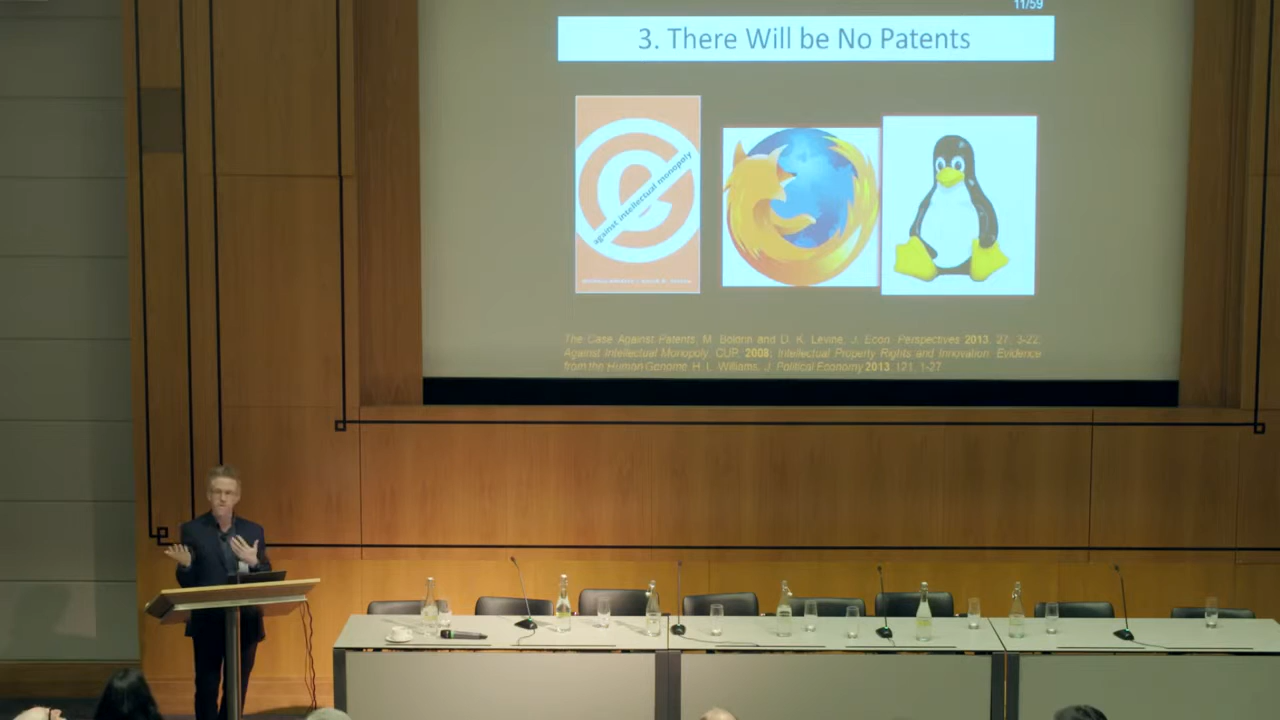 11/59
3. There Will be No Patents
against intellectual monopoly
The Case Against Patents, M. Boldrin and D. K. Levine, J. Econ. Perspectives 2013, 27, 3-22;
Against Intellectual Monopoly, CUP, 2008; Intellectual Property Rights and Innovation: Evidence
from the Human Genome H. L. Williams, J. Political Economy 2013, 121, 1-27